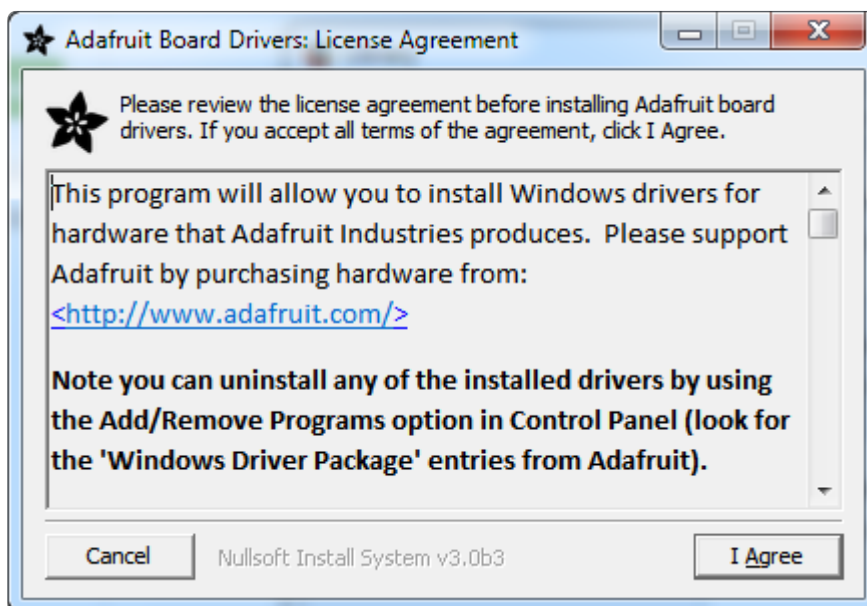 Adafruit Board Drivers: License Agreement
Please review the license agreement before installing Adafruit board
drivers. If you accept all terms of the agreement, click I Agree.
This program will allow you to install Windows drivers for
hardware that Adafruit Industries produces.  Please support
Adafruit by purchasing hardware from:
<http://www.adafruit.com/>
Note you can uninstall any of the installed drivers by using
the Add/Remove Programs option in Control Panel (look for
the 'Windows Driver Package' entries from Adafruit).
Cancel Nullsoft Install System v3.0b3 I Agree